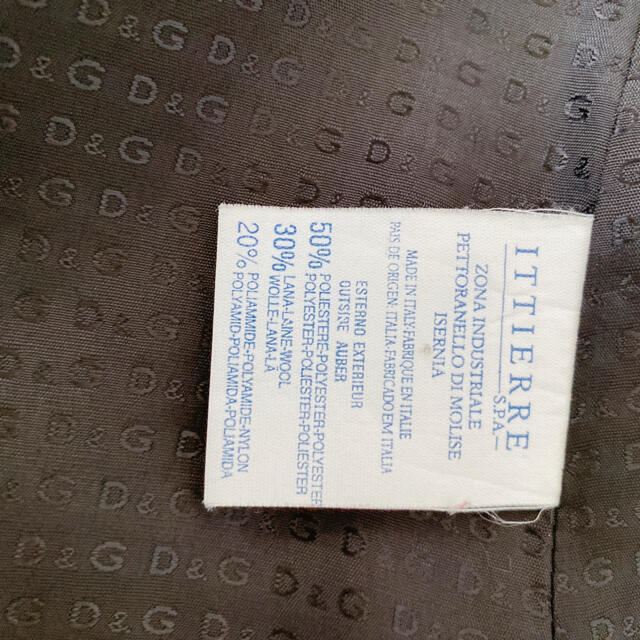 ITTIERRE
S.P.A.
ZONA INDUSTRIALE
PETTORANELLO DI MOLISE
ISERNIA
MADE IN ITALY-FABRIQUE EN ITALIE
PAIS DE ORIGEN: ITALIA-FABRICADO EM ITALIA
ESTERNO EXTERIEUR
OUTSIDE AUBER
50% POLIESTERE-POLYESTER
POLYESTER-POLIESTER-POLIESTER
30% LANA-LAINE-WOOL
WOLLE-LANA-LÃ
20% POLIAMMIDE-POLYAMIDE-NYLON
POLYAMID-POLIAMIDA-POLIAMIDA
D&G D&G D&G D&G